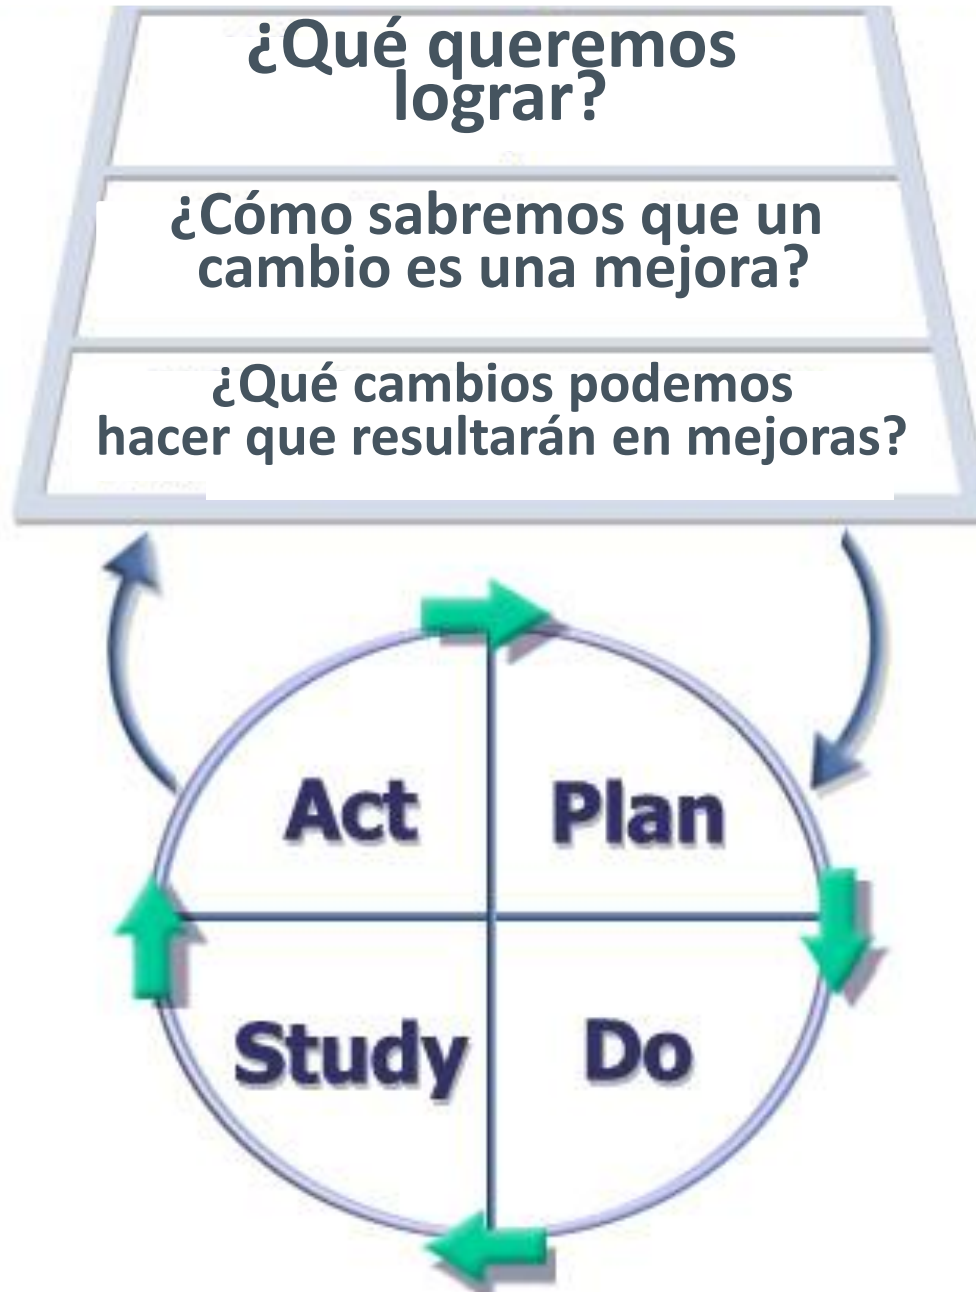 ¿Qué queremos
lograr?
¿Cómo sabremos que un
cambio es una mejora?
¿Qué cambios podemos
hacer que resultarán en mejoras?
Act
Plan
Study
Do